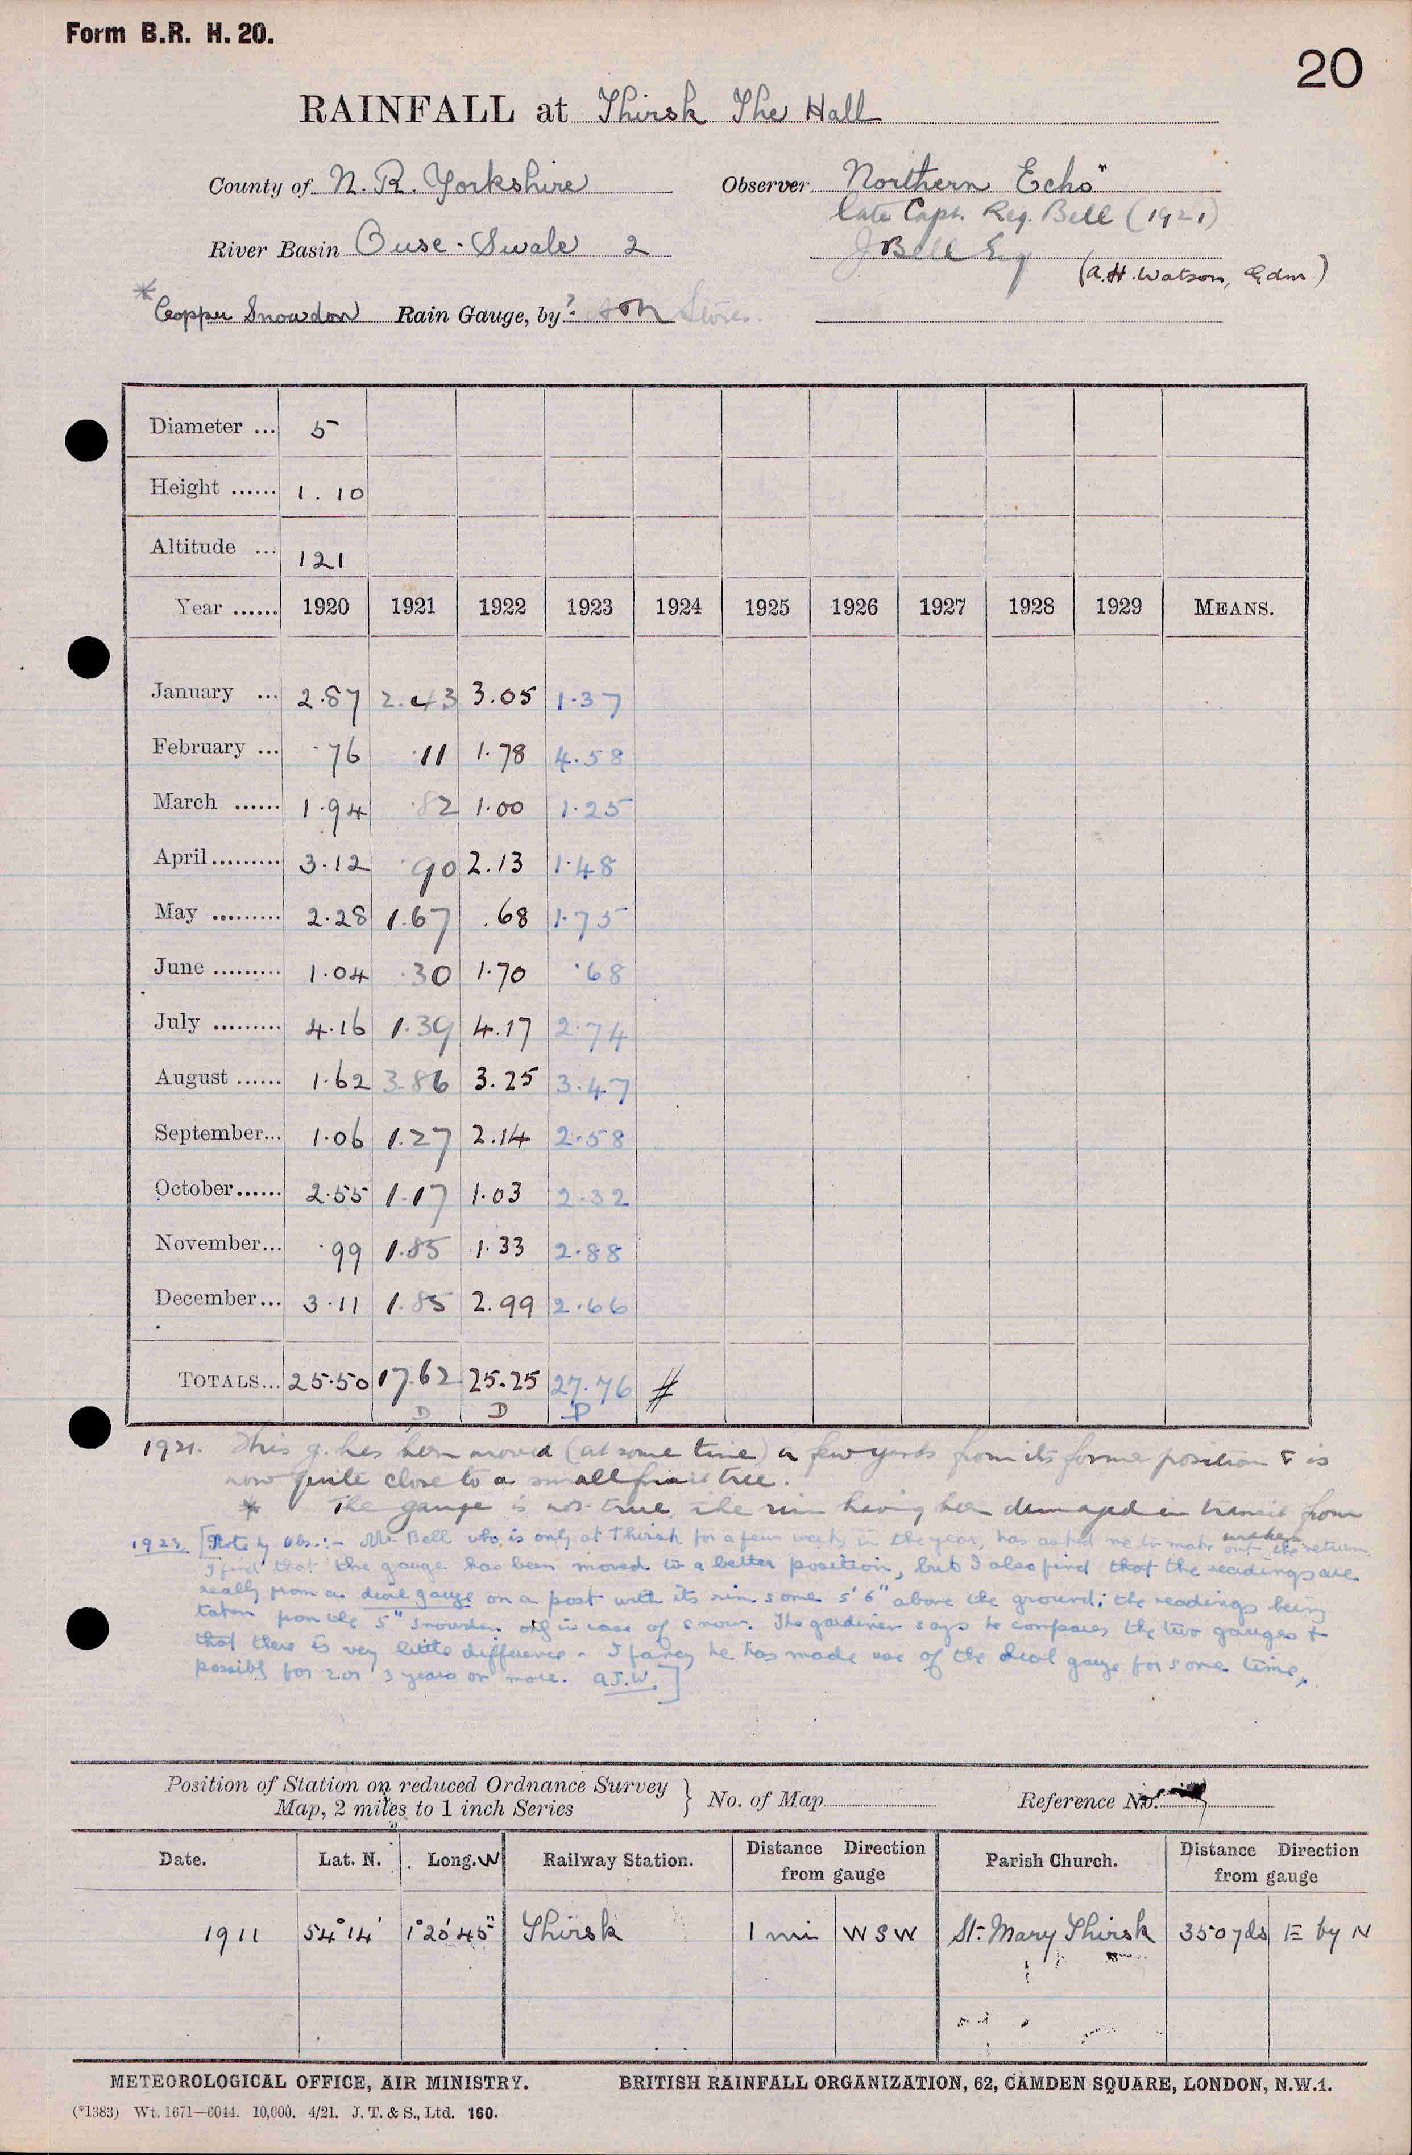 Form B.R. H. 20.
20
RAINFALL at Thirsk The Hall
County of N. R. Yorkshire Observer Northern Echo"
late Capt. Reg. Bell (1921)
River Basin Ouse - Swale 2 J. Bell Esq
(A. H. Watson, Gdnr.)
* Copper Snowdon Rain Gauge, by ? Stores.
Diameter ... 5
Height ...... 1. 10
Altitude ... 121
Year ...... 1920 1921 1922 1923 1924 1925 1926 1927 1928 1929 MEANS.
January ... 2.87 2.43 3.05 1.37
February ... .76 .11 1.78 4.58
March ...... 1.94 .82 1.00 1.25
April......... 3.12 .90 2.13 1.48
May ......... 2.28 1.67 .68 1.75
June ......... 1.04 .30 1.70 .68
July ......... 4.16 1.39 4.17 2.74
August ...... 1.62 3.86 3.25 3.47
September... 1.06 1.27 2.14 2.58
October...... 2.55 1.17 1.03 2.32
November... .99 1.85 1.33 2.88
December... 3.11 1.85 2.99 2.66
TOTALS... 25.50 17.62 25.25 27.76 #
D D D
1921. This g. has been moved (at some time) a few yards from its former position & is
now quite close to a small fruit tree.
* The gauge is not true, the rim having been damaged in transit from
makers
1923 [Note by Obs.:- Mr Bell who is only at Thirsk for a few weeks in the year, has asked me to make out the return.
I find that the gauge has been moved to a better position, but I also find that the readings are
really from a dial gauge on a post with its rim some 5' 6" above the ground; the readings being
taken from the 5" Snowdon only in case of snow. The gardener says he compares the two gauges &
that there is very little difference - I fancy he has made use of the dial gauge for some time,
possibly for 2 or 3 years or more. A.J.W.]
Position of Station on reduced Ordnance Survey
Map, 2 miles to 1 inch Series } No. of Map Reference No.
Date. Lat. N. Long. W Railway Station. Distance Direction from gauge Parish Church. Distance Direction from gauge
1911 54° 14' 1° 20' 45" Thirsk 1 mi W S W St. Mary Thirsk 350 yds E by N
METEOROLOGICAL OFFICE, AIR MINISTRY. BRITISH RAINFALL ORGANIZATION, 62, CAMDEN SQUARE, LONDON, N.W.1.
(*1383) Wt. 1671—6044. 10,000. 4/21. J. T. & S., Ltd. 160.